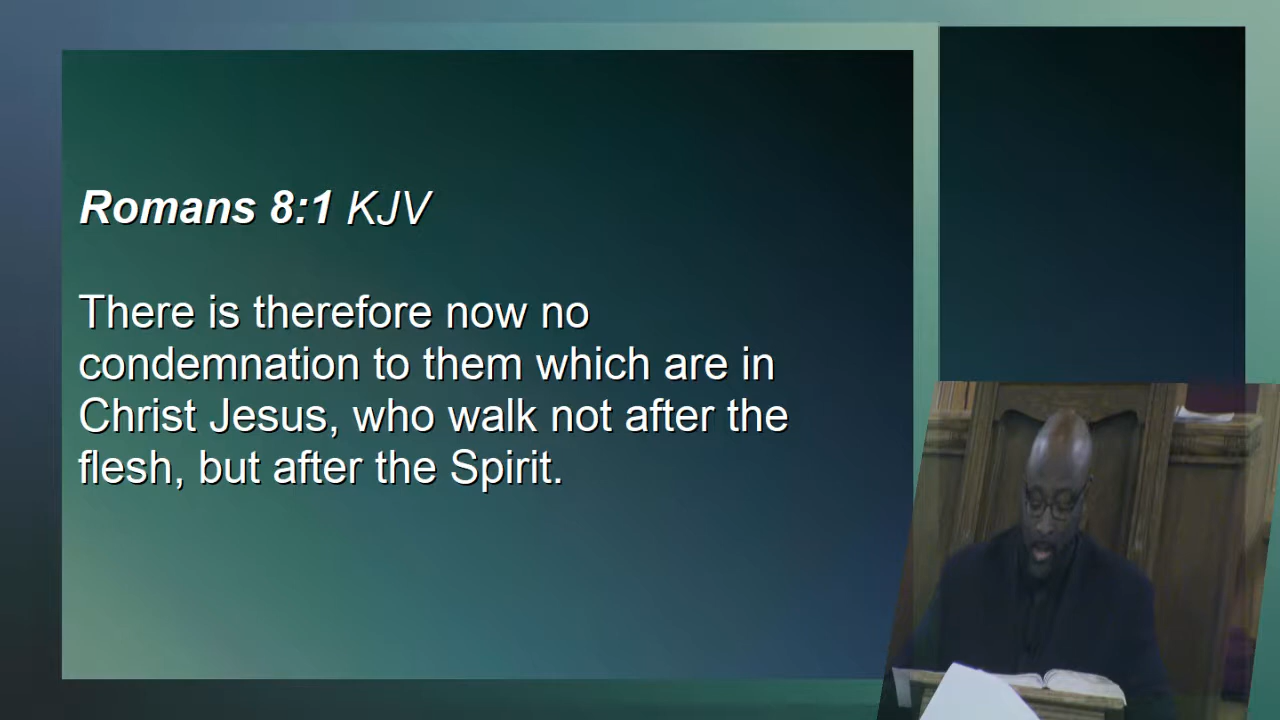 Romans 8:1 KJV
There is therefore now no
condemnation to them which are in
Christ Jesus, who walk not after the
flesh, but after the Spirit.